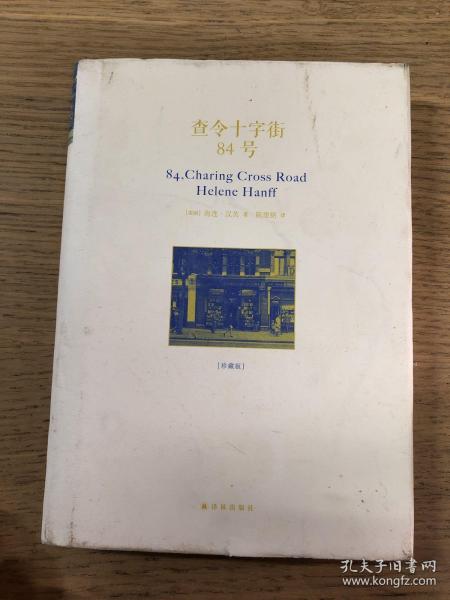 查令十字街
84号
84,Charing Cross Road
Helene Hanff
[美国] 海莲·汉芙 著 陈建铭 译
[珍藏版]
译林出版社
孔夫子旧书网
www.kongfz.com